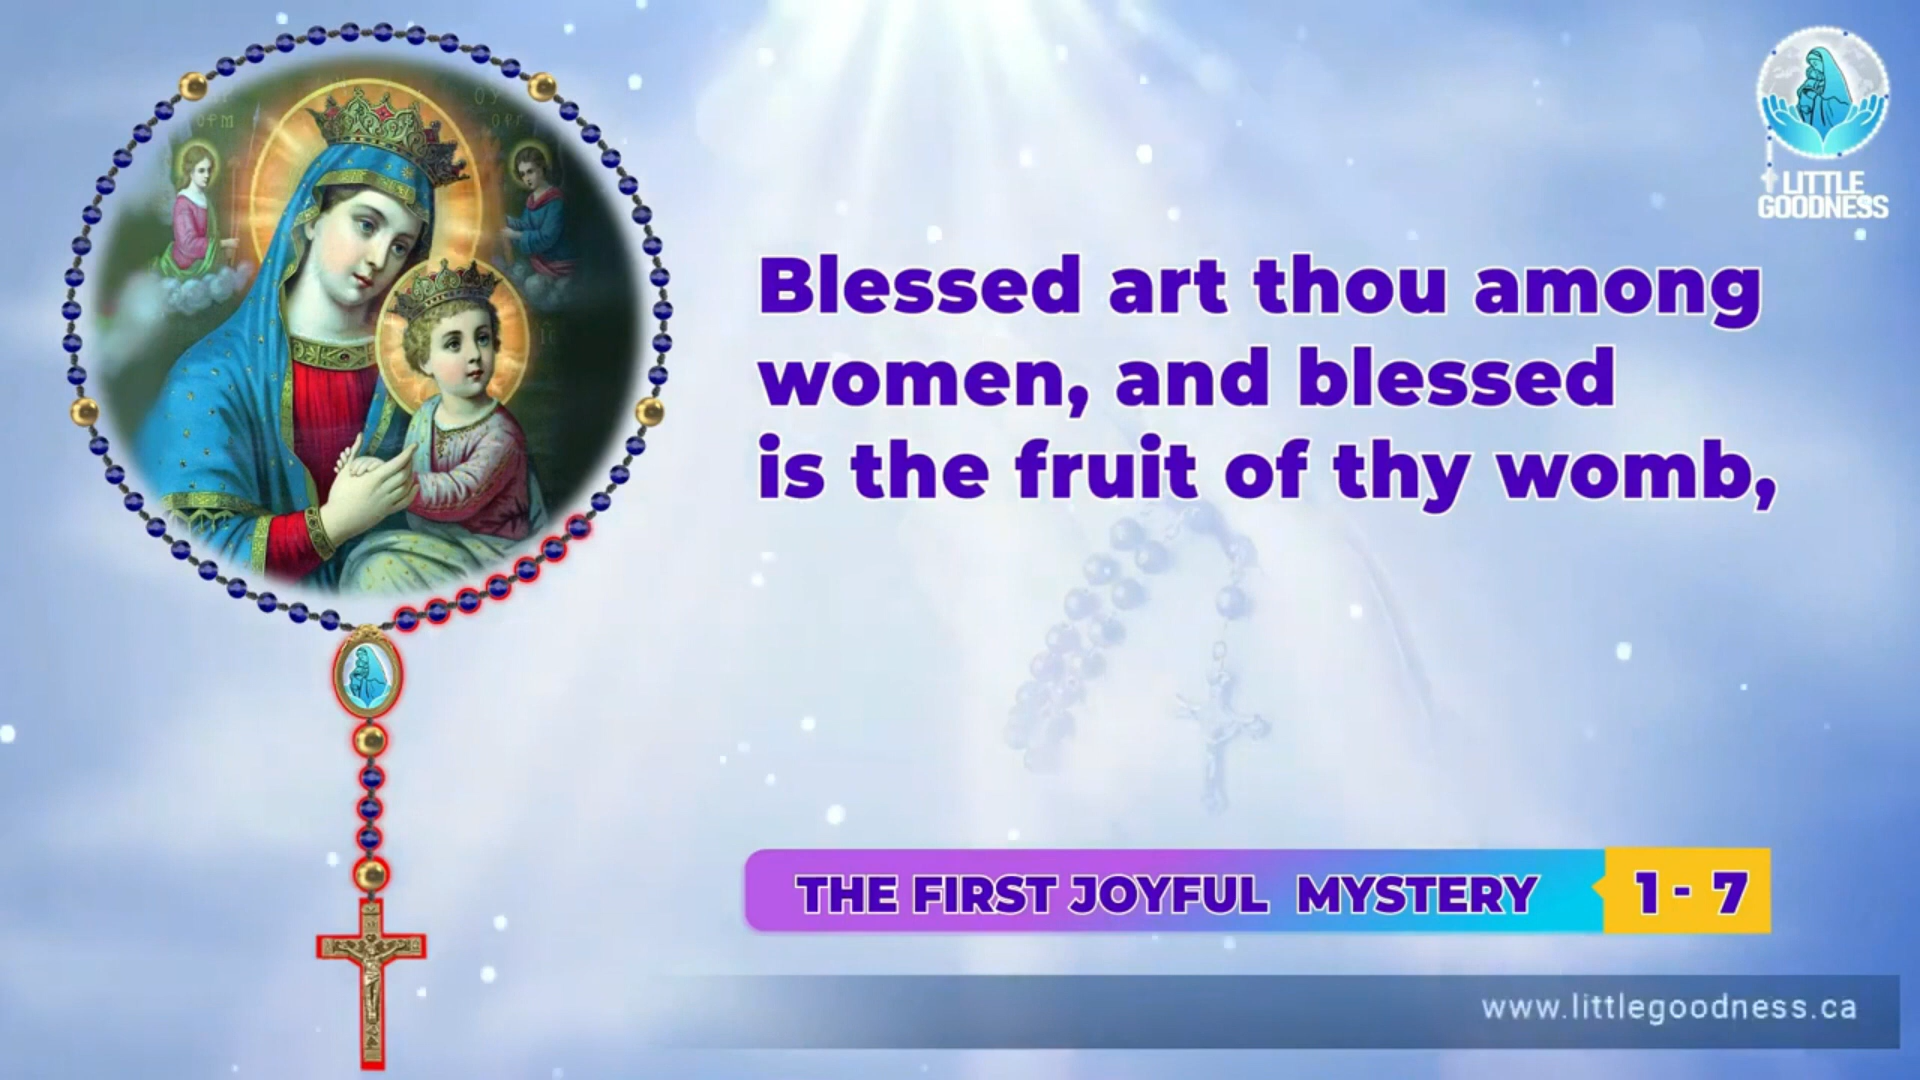 LITTLE
GOODNESS
Blessed art thou among
women, and blessed
is the fruit of thy womb,
THE FIRST JOYFUL MYSTERY 1 - 7
www.littlegoodness.ca